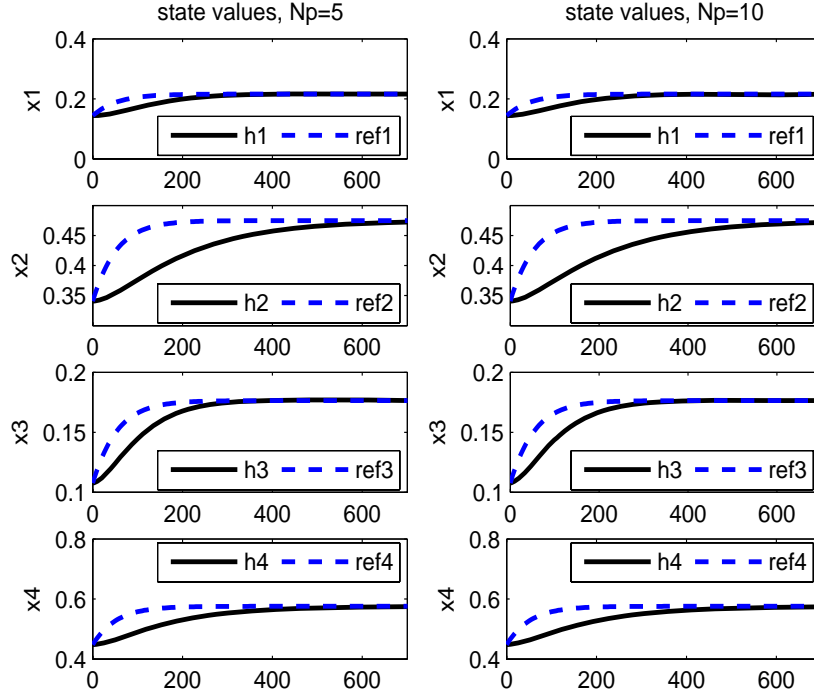 state values, Np=5
x1
0.4
0.2
0
h1 ref1
0 200 400 600
x2
0.45
0.4
0.35
h2 ref2
0 200 400 600
x3
0.2
0.15
0.1
h3 ref3
0 200 400 600
x4
0.8
0.6
0.4
h4 ref4
0 200 400 600
state values, Np=10
x1
0.4
0.2
0
h1 ref1
0 200 400 600
x2
0.45
0.4
0.35
h2 ref2
0 200 400 600
x3
0.2
0.15
0.1
h3 ref3
0 200 400 600
x4
0.8
0.6
0.4
h4 ref4
0 200 400 600